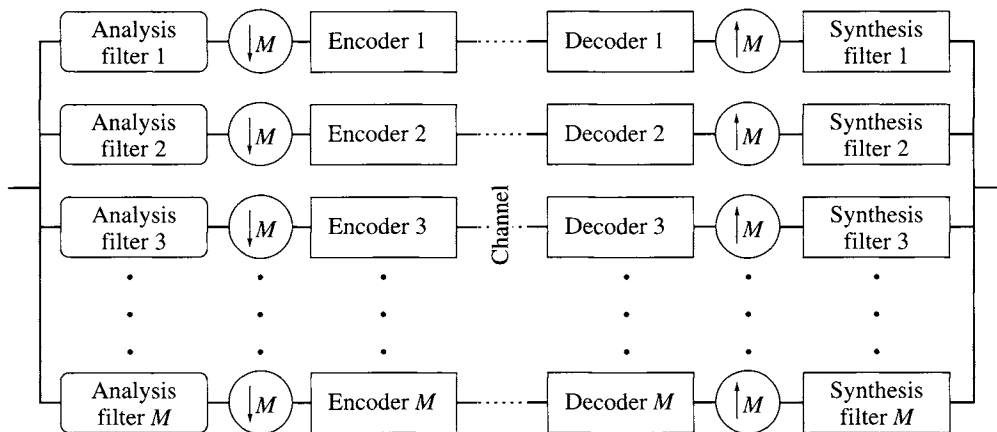 Analysis
filter 1
M
Encoder 1
Decoder 1
M
Synthesis
filter 1
Analysis
filter 2
M
Encoder 2
Decoder 2
M
Synthesis
filter 2
Analysis
filter 3
M
Encoder 3
Channel
Decoder 3
M
Synthesis
filter 3
Analysis
filter M
M
Encoder M
Decoder M
M
Synthesis
filter M